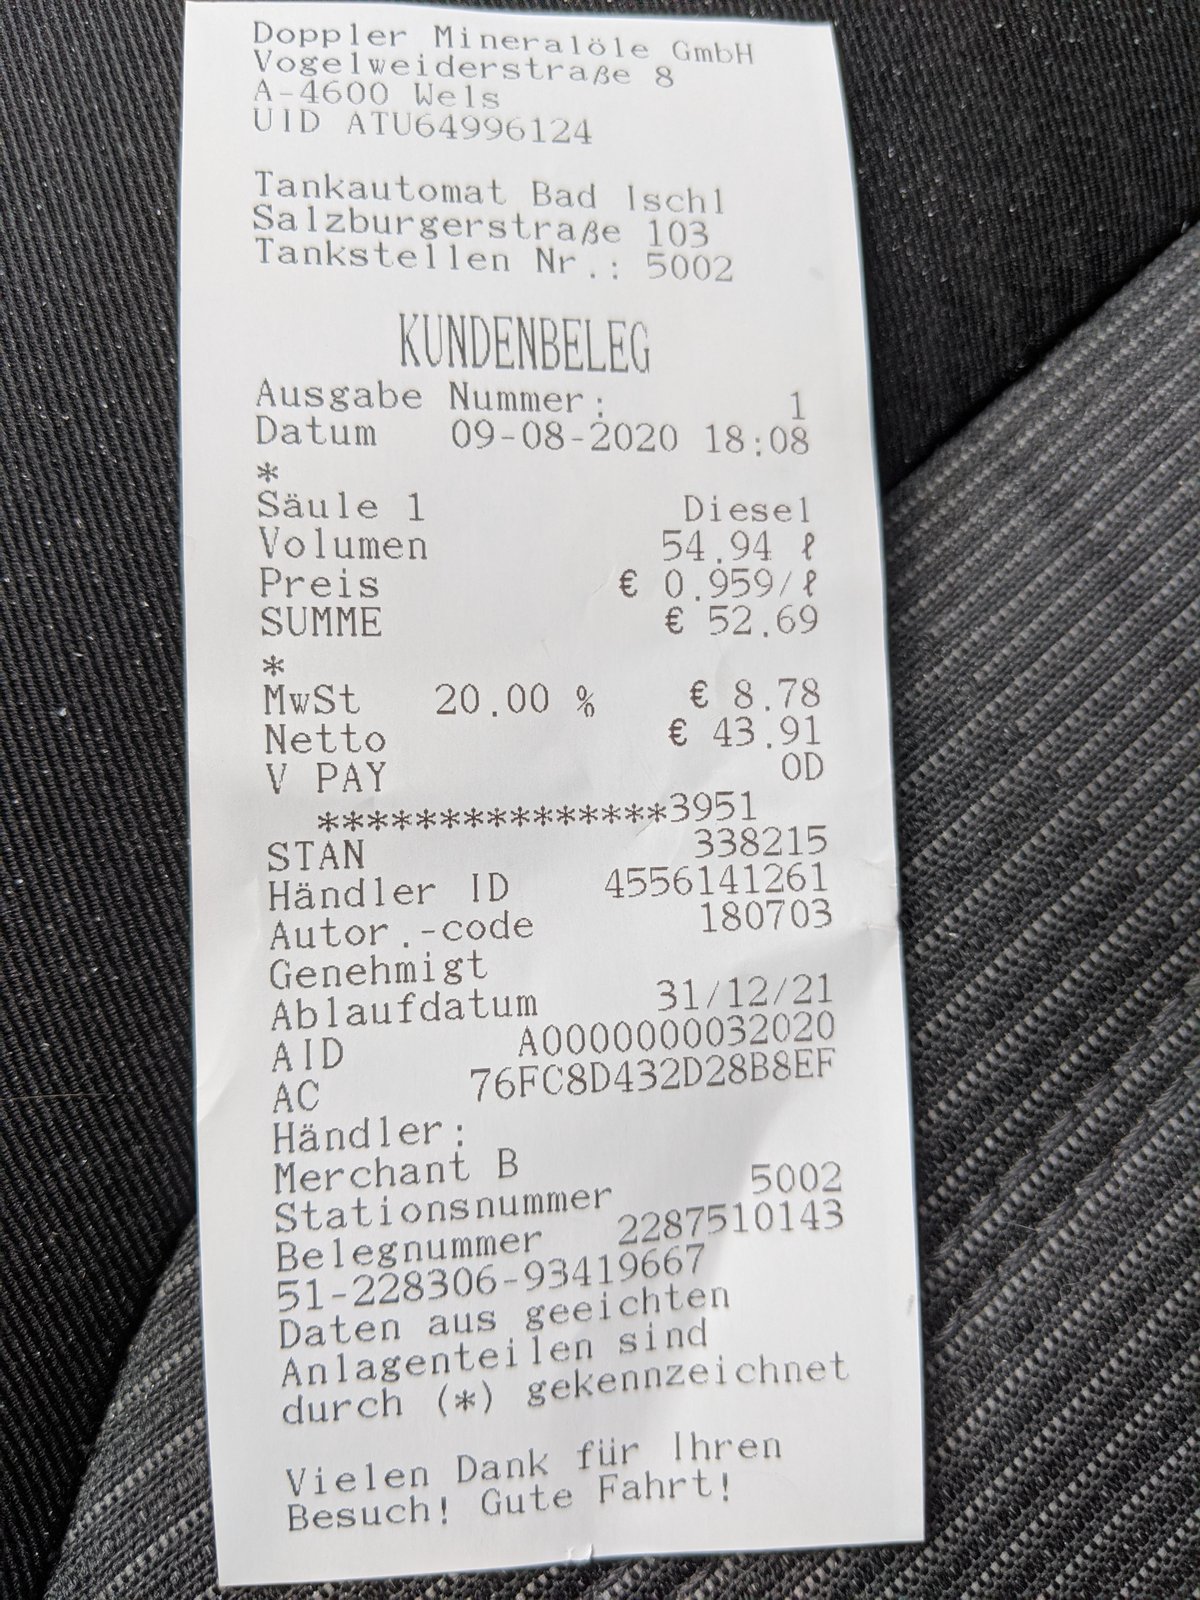 Doppler Mineralöle GmbH
Vogelweiderstraße 8
A-4600 Wels
UID ATU64996124
Tankautomat Bad Ischl
Salzburgerstraße 103
Tankstellen Nr.: 5002
KUNDENBELEG
Ausgabe Nummer: 1
Datum 09-08-2020 18:08
*
Säule 1 Diesel
Volumen 54.94 ℓ
Preis € 0.959/ℓ
SUMME € 52.69
*
MwSt 20.00 % € 8.78
Netto € 43.91
V PAY OD
***************3951
STAN 338215
Händler ID 4556141261
Autor.-code 180703
Genehmigt
Ablaufdatum 31/12/21
AID A0000000032020
AC 76FC8D432D28B8EF
Händler:
Merchant B
Stationsnummer 5002
Belegnummer 2287510143
51-228306-93419667
Daten aus geeichten
Anlagenteilen sind
durch (*) gekennzeichnet
Vielen Dank für Ihren
Besuch! Gute Fahrt!